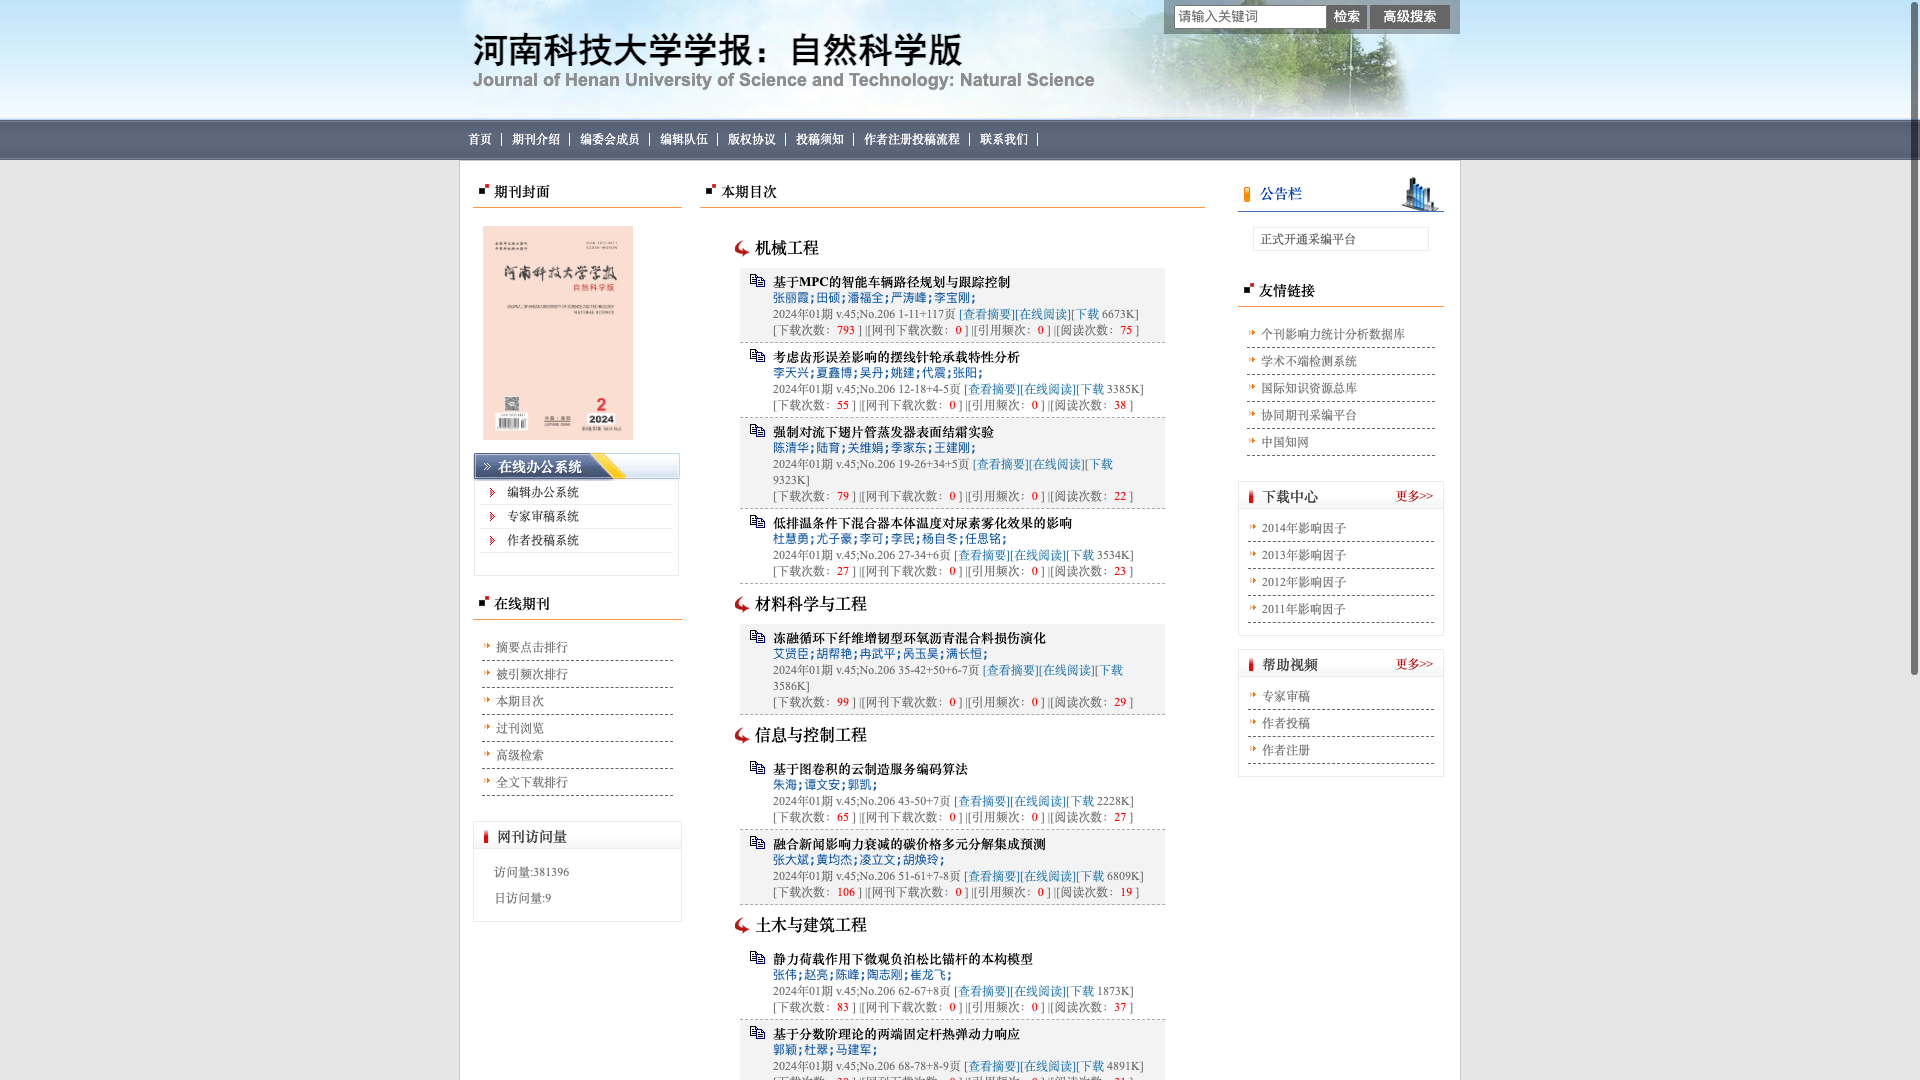 请输入关键词 检索 高级搜索
河南科技大学学报：自然科学版
Journal of Henan University of Science and Technology: Natural Science
首页 期刊介绍 编委会成员 编辑队伍 版权协议 投稿须知 作者注册投稿流程 联系我们
期刊封面
河南科技大学学报
自然科学版
JOURNAL OF HENAN UNIVERSITY OF SCIENCE AND TECHNOLOGY
NATURAL SCIENCE
2
2024
在线办公系统
编辑办公系统
专家审稿系统
作者投稿系统
在线期刊
摘要点击排行
被引频次排行
本期目次
过刊浏览
高级检索
全文下载排行
网刊访问量
访问量:381396
日访问量:9
本期目次
机械工程
基于MPC的智能车辆路径规划与跟踪控制
张丽霞;田硕;潘福全;严涛峰;李宝刚;
2024年01期 v.45;No.206 1-11+117页 [查看摘要][在线阅读][下载 6673K]
[下载次数：793 ] |[网刊下载次数：0 ] |[引用频次：0 ] |[阅读次数：75 ]
考虑齿形误差影响的摆线针轮承载特性分析
李天兴;夏鑫博;吴丹;姚建;代震;张阳;
2024年01期 v.45;No.206 12-18+4-5页 [查看摘要][在线阅读][下载 3385K]
[下载次数：55 ] |[网刊下载次数：0 ] |[引用频次：0 ] |[阅读次数：38 ]
强制对流下翅片管蒸发器表面结霜实验
陈清华;陆育;关维娟;季家东;王建刚;
2024年01期 v.45;No.206 19-26+34+5页 [查看摘要][在线阅读][下载
9323K]
[下载次数：79 ] |[网刊下载次数：0 ] |[引用频次：0 ] |[阅读次数：22 ]
低排温条件下混合器本体温度对尿素雾化效果的影响
杜慧勇;尤子豪;李可;李民;杨自冬;任思铭;
2024年01期 v.45;No.206 27-34+6页 [查看摘要][在线阅读][下载 3534K]
[下载次数：27 ] |[网刊下载次数：0 ] |[引用频次：0 ] |[阅读次数：23 ]
材料科学与工程
冻融循环下纤维增韧型环氧沥青混合料损伤演化
艾贤臣;胡帮艳;冉武平;呙玉昊;满长恒;
2024年01期 v.45;No.206 35-42+50+6-7页 [查看摘要][在线阅读][下载
3586K]
[下载次数：99 ] |[网刊下载次数：0 ] |[引用频次：0 ] |[阅读次数：29 ]
信息与控制工程
基于图卷积的云制造服务编码算法
朱海;谭文安;郭凯;
2024年01期 v.45;No.206 43-50+7页 [查看摘要][在线阅读][下载 2228K]
[下载次数：65 ] |[网刊下载次数：0 ] |[引用频次：0 ] |[阅读次数：27 ]
融合新闻影响力衰减的碳价格多元分解集成预测
张大斌;黄均杰;凌立文;胡焕玲;
2024年01期 v.45;No.206 51-61+7-8页 [查看摘要][在线阅读][下载 6809K]
[下载次数：106 ] |[网刊下载次数：0 ] |[引用频次：0 ] |[阅读次数：19 ]
土木与建筑工程
静力荷载作用下微观负泊松比锚杆的本构模型
张伟;赵亮;陈峰;陶志刚;崔龙飞;
2024年01期 v.45;No.206 62-67+8页 [查看摘要][在线阅读][下载 1873K]
[下载次数：83 ] |[网刊下载次数：0 ] |[引用频次：0 ] |[阅读次数：37 ]
基于分数阶理论的两端固定杆热弹动力响应
郭颖;杜翠;马建军;
2024年01期 v.45;No.206 68-78+8-9页 [查看摘要][在线阅读][下载 4891K]
公告栏
正式开通采编平台
友情链接
个刊影响力统计分析数据库
学术不端检测系统
国际知识资源总库
协同期刊采编平台
中国知网
下载中心 更多>>
2014年影响因子
2013年影响因子
2012年影响因子
2011年影响因子
帮助视频 更多>>
专家审稿
作者投稿
作者注册